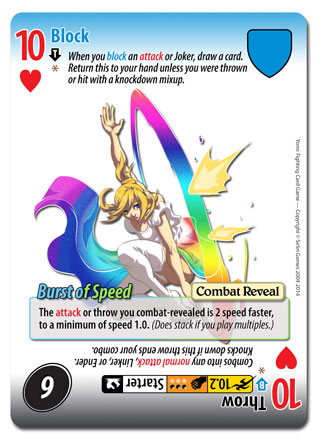 10 Block
When you block an attack or Joker, draw a card.
* Return this to your hand unless you were thrown
or hit with a knockdown mixup.
Yomi Fighting Card Game — Copyright © Sirlin Games 2004-2014
Burst of Speed
Combat Reveal
The attack or throw you combat-revealed is 2 speed faster,
to a minimum of speed 1.0. (Does stack if you play multiples.)
9
10 Throw
10.2
Starter
* Combos into any normal attack, Linker, or Ender.
Knocks down but this throw ends your combo.